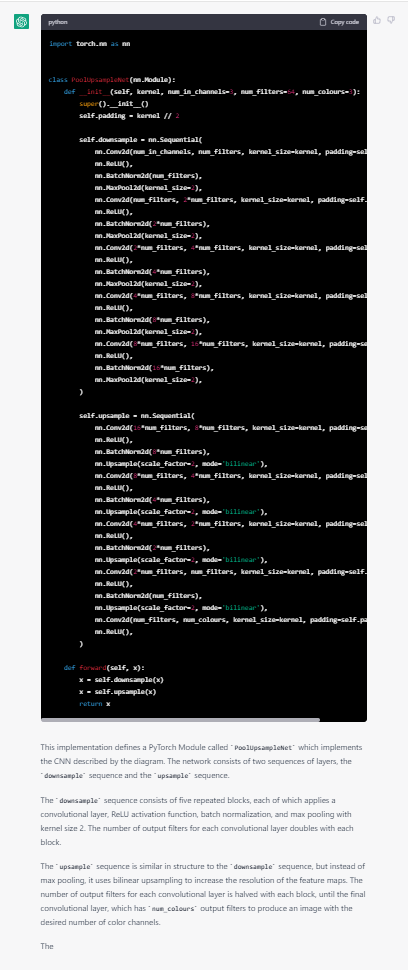 python Copy code
import torch.nn as nn
class PoolUpsampleNet(nn.Module):
def __init__(self, kernel, num_in_channels=3, num_filters=64, num_colours=3):
super().__init__()
self.padding = kernel // 2
self.downsample = nn.Sequential(
nn.Conv2d(num_in_channels, num_filters, kernel_size=kernel, padding=sel
nn.ReLU(),
nn.BatchNorm2d(num_filters),
nn.MaxPool2d(kernel_size=2),
nn.Conv2d(num_filters, 2*num_filters, kernel_size=kernel, padding=self.
nn.ReLU(),
nn.BatchNorm2d(2*num_filters),
nn.MaxPool2d(kernel_size=2),
nn.Conv2d(2*num_filters, 4*num_filters, kernel_size=kernel, padding=se
nn.ReLU(),
nn.BatchNorm2d(4*num_filters),
nn.MaxPool2d(kernel_size=2),
nn.Conv2d(4*num_filters, 8*num_filters, kernel_size=kernel, padding=se
nn.ReLU(),
nn.BatchNorm2d(8*num_filters),
nn.MaxPool2d(kernel_size=2),
nn.Conv2d(8*num_filters, 16*num_filters, kernel_size=kernel, padding=s
nn.ReLU(),
nn.BatchNorm2d(16*num_filters),
nn.MaxPool2d(kernel_size=2),
)
self.upsample = nn.Sequential(
nn.Conv2d(16*num_filters, 8*num_filters, kernel_size=kernel, padding=s
nn.ReLU(),
nn.BatchNorm2d(8*num_filters),
nn.Upsample(scale_factor=2, mode='bilinear'),
nn.Conv2d(8*num_filters, 4*num_filters, kernel_size=kernel, padding=se
nn.ReLU(),
nn.BatchNorm2d(4*num_filters),
nn.Upsample(scale_factor=2, mode='bilinear'),
nn.Conv2d(4*num_filters, 2*num_filters, kernel_size=kernel, padding=se
nn.ReLU(),
nn.BatchNorm2d(2*num_filters),
nn.Upsample(scale_factor=2, mode='bilinear'),
nn.Conv2d(2*num_filters, num_filters, kernel_size=kernel, padding=self.
nn.ReLU(),
nn.BatchNorm2d(num_filters),
nn.Upsample(scale_factor=2, mode='bilinear'),
nn.Conv2d(num_filters, num_colours, kernel_size=kernel, padding=self.pa
nn.ReLU(),
)
def forward(self, x):
x = self.downsample(x)
x = self.upsample(x)
return x
This implementation defines a PyTorch Module called `PoolUpsampleNet` which implements
the CNN described by the diagram. The network consists of two sequences of layers, the
`downsample` sequence and the `upsample` sequence.
The `downsample` sequence consists of five repeated blocks, each of which applies a
convolutional layer, ReLU activation function, batch normalization, and max pooling with
kernel size 2. The number of output filters for each convolutional layer doubles with each
block.
The `upsample` sequence is similar in structure to the `downsample` sequence, but instead of
max pooling, it uses bilinear upsampling to increase the resolution of the feature maps. The
number of output filters for each convolutional layer is halved with each block, until the final
convolutional layer, which has `num_colours` output filters to produce an image with the
desired number of color channels.
The